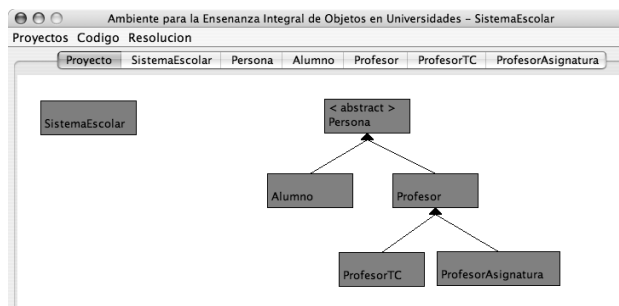 Ambiente para la Ensenanza Integral de Objetos en Universidades – SistemaEscolar
Proyectos Codigo Resolucion
Proyecto SistemaEscolar Persona Alumno Profesor ProfesorTC ProfesorAsignatura
SistemaEscolar
< abstract >
Persona
Alumno
Profesor
ProfesorTC
ProfesorAsignatura